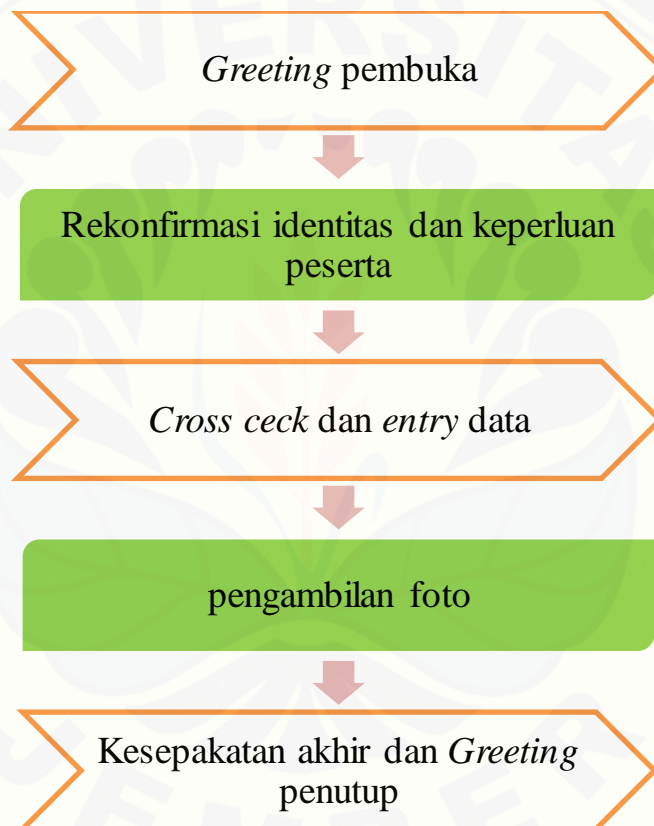 Greeting pembuka
Rekonfirmasi identitas dan keperluan
peserta
Cross ceck dan entry data
pengambilan foto
Kesepakatan akhir dan Greeting
penutup